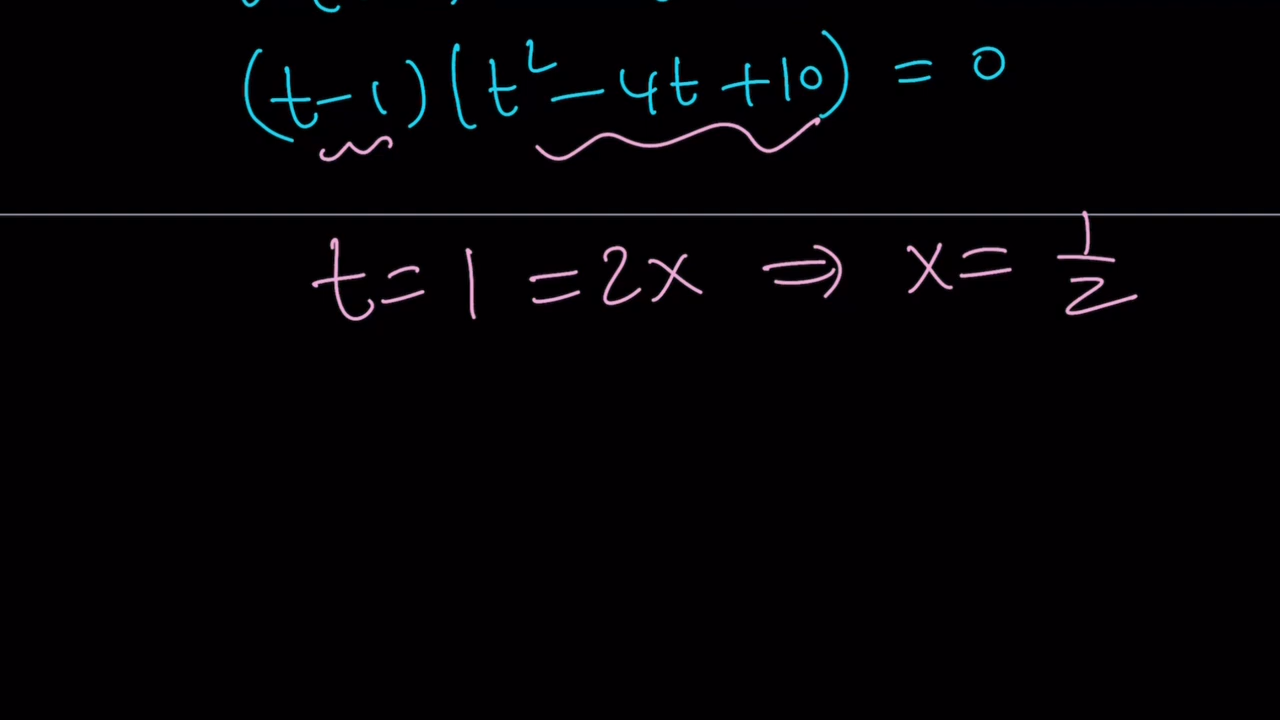 (t-1)(t²-4t+10) = 0
t = 1 = 2x ⇒ x = 1/2